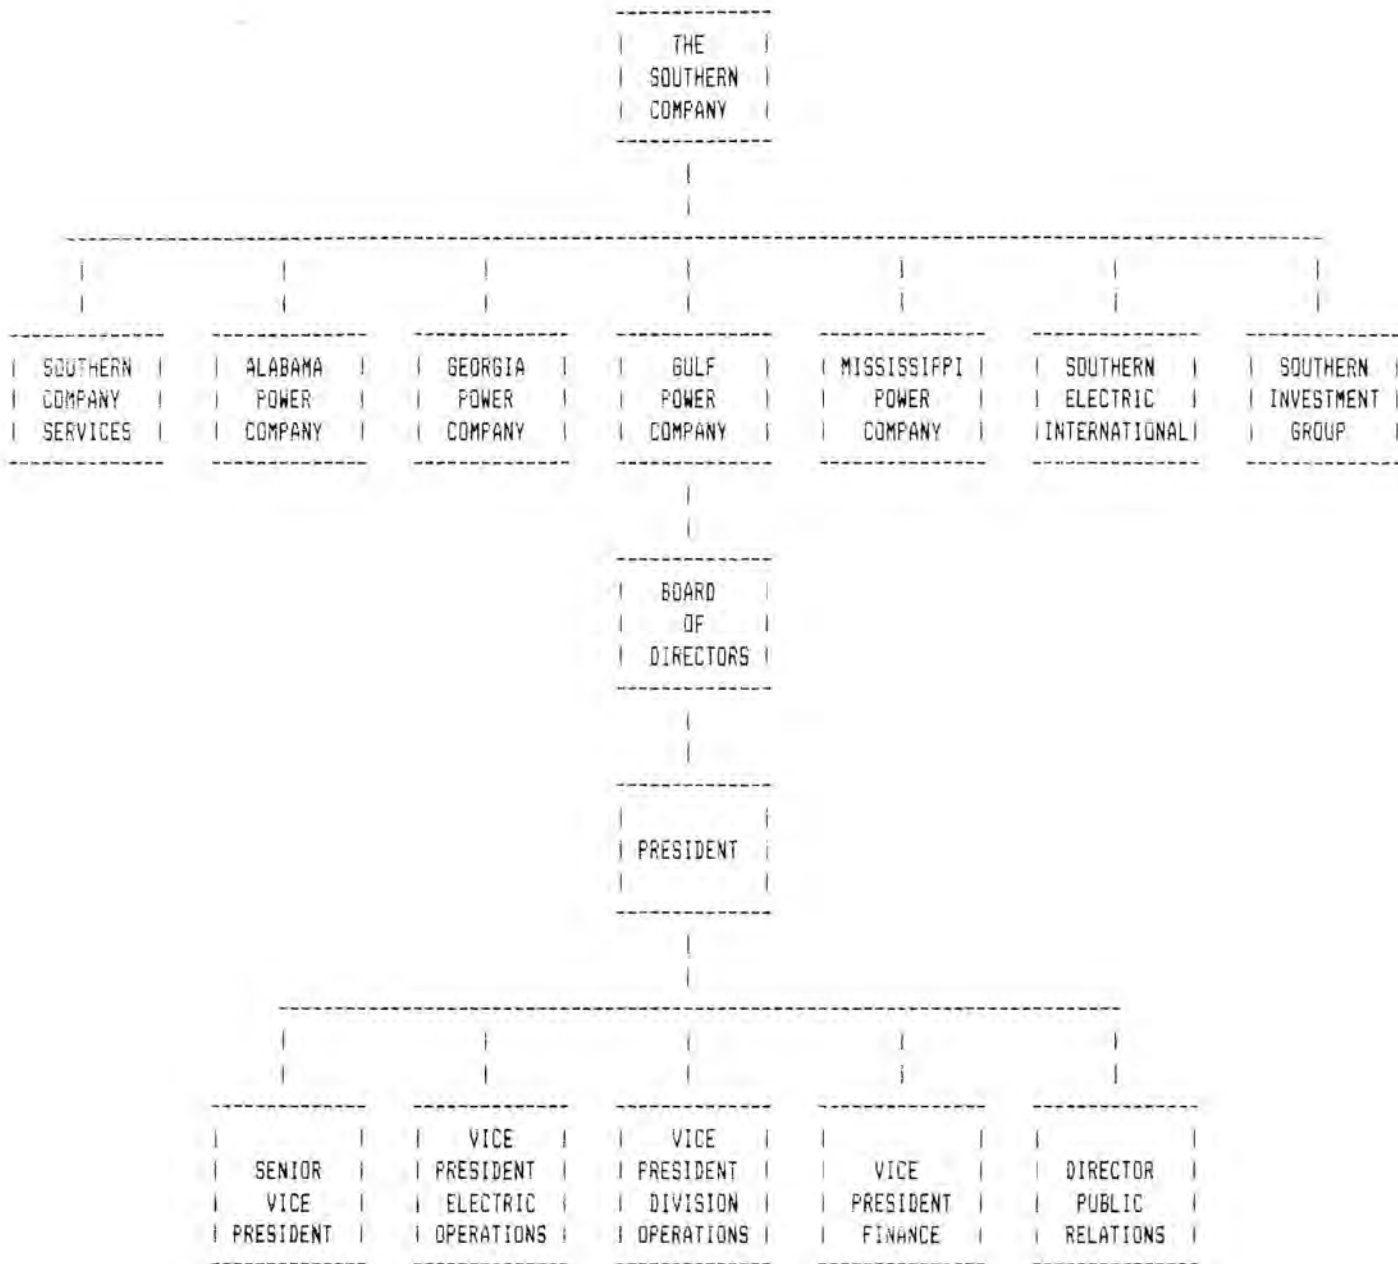 THE
SOUTHERN
COMPANY
SOUTHERN
COMPANY
SERVICES
ALABAMA
POWER
COMPANY
GEORGIA
POWER
COMPANY
GULF
POWER
COMPANY
MISSISSIPPI
POWER
COMPANY
SOUTHERN
ELECTRIC
INTERNATIONAL
SOUTHERN
INVESTMENT
GROUP
BOARD
OF
DIRECTORS
PRESIDENT
SENIOR
VICE
PRESIDENT
VICE
PRESIDENT
ELECTRIC
OPERATIONS
VICE
PRESIDENT
DIVISION
OPERATIONS
VICE
PRESIDENT
FINANCE
DIRECTOR
PUBLIC
RELATIONS